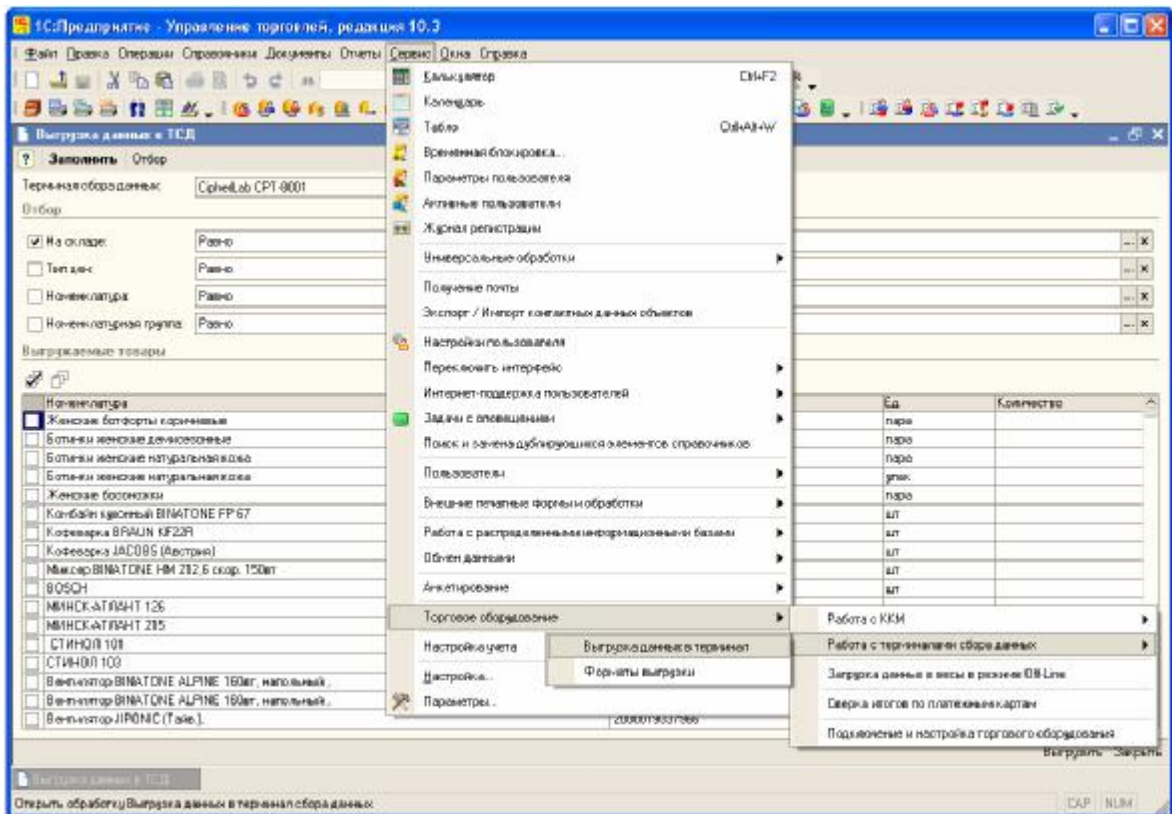 1С:Предприятие - Управление торговлей, редакция 10.3
Файл Правка Операции Справочники Документы Отчеты Сервис Окна Справка
Калькулятор Ctrl+F2
Календарь
Табло Ctrl+Alt+W
Временная блокировка...
Параметры пользователя
Активные пользователи
Журнал регистрации
Универсальные обработки
Получение почты
Экспорт / Импорт контактных данных объектов
Настройки пользователя
Переключить интерфейс
Интернет-поддержка пользователей
Задачи с оповещением
Поиск и замена дублирующихся элементов справочников
Пользователи
Внешние печатные формы и обработки
Работа с распределенными информационными базами
Обмен данными
Анкетирование
Торговое оборудование
Настройка учета
Настройка...
Параметры...
Выгрузка данных в терминал
Форматы выгрузки
Работа с ККМ
Работа с терминалами сбора данных
Загрузка данных в весы в режиме Off-Line
Сверка итогов по платежным картам
Подключение и настройка торгового оборудования
Выгрузка данных в ТСД
? Заполнить Отбор
Терминал сбора данных: CipherLab CPT-8001
Отбор
На складе: Равно
Тип цен: Равно
Номенклатура: Равно
Номенклатурная группа: Равно
Выгружаемые товары
Номенклатура Ед. Количество
Женские ботфорты коричневые пара
Ботинки женские демисезонные пара
Ботинки женские натуральная кожа пара
Ботинки женские натуральная кожа упак
Женские босоножки пара
Комбайн кухонный BINATONE FP 67 шт
Кофеварка BRAUN KF22R шт
Кофеварка JACOBS (Австрия) шт
Миксер BINATONE HM 212,6 скор. 150вт шт
BOSCH шт
МИНСК-АТЛАНТ 126
МИНСК-АТЛАНТ 215
СТИНОЛ 101
СТИНОЛ 103
Вентилятор BINATONE ALPINE 160вт, напольный ,
Вентилятор BINATONE ALPINE 160вт, напольный ,
Вентилятор JIPONIC (Тайв.),
Выгрузить Закрыть
Выгрузка данных в ТСД
Открыть обработку Выгрузка данных в терминал сбора данных
CAP NUM